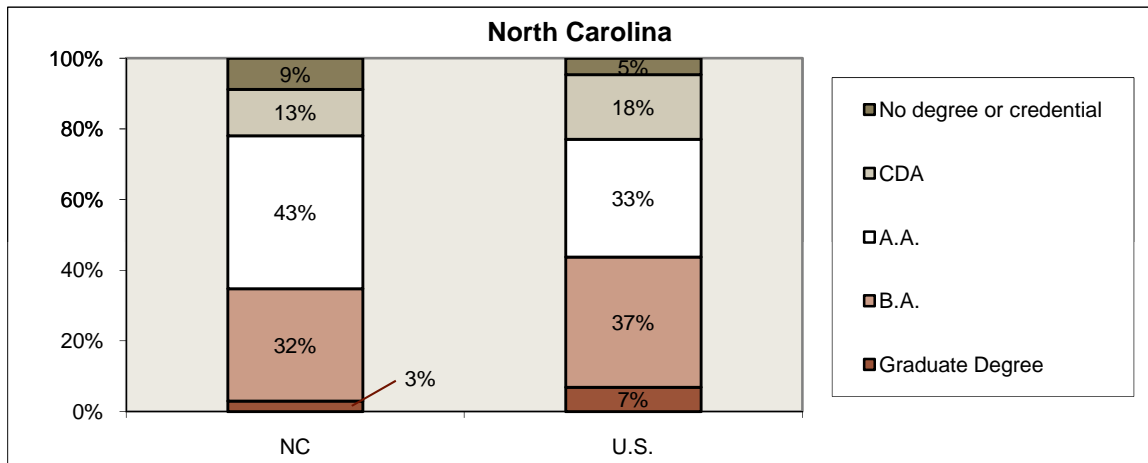 North Carolina
100%
80%
60%
40%
20%
0%
9%
13%
43%
32%
3%
5%
18%
33%
37%
7%
NC
U.S.
No degree or credential
CDA
A.A.
B.A.
Graduate Degree